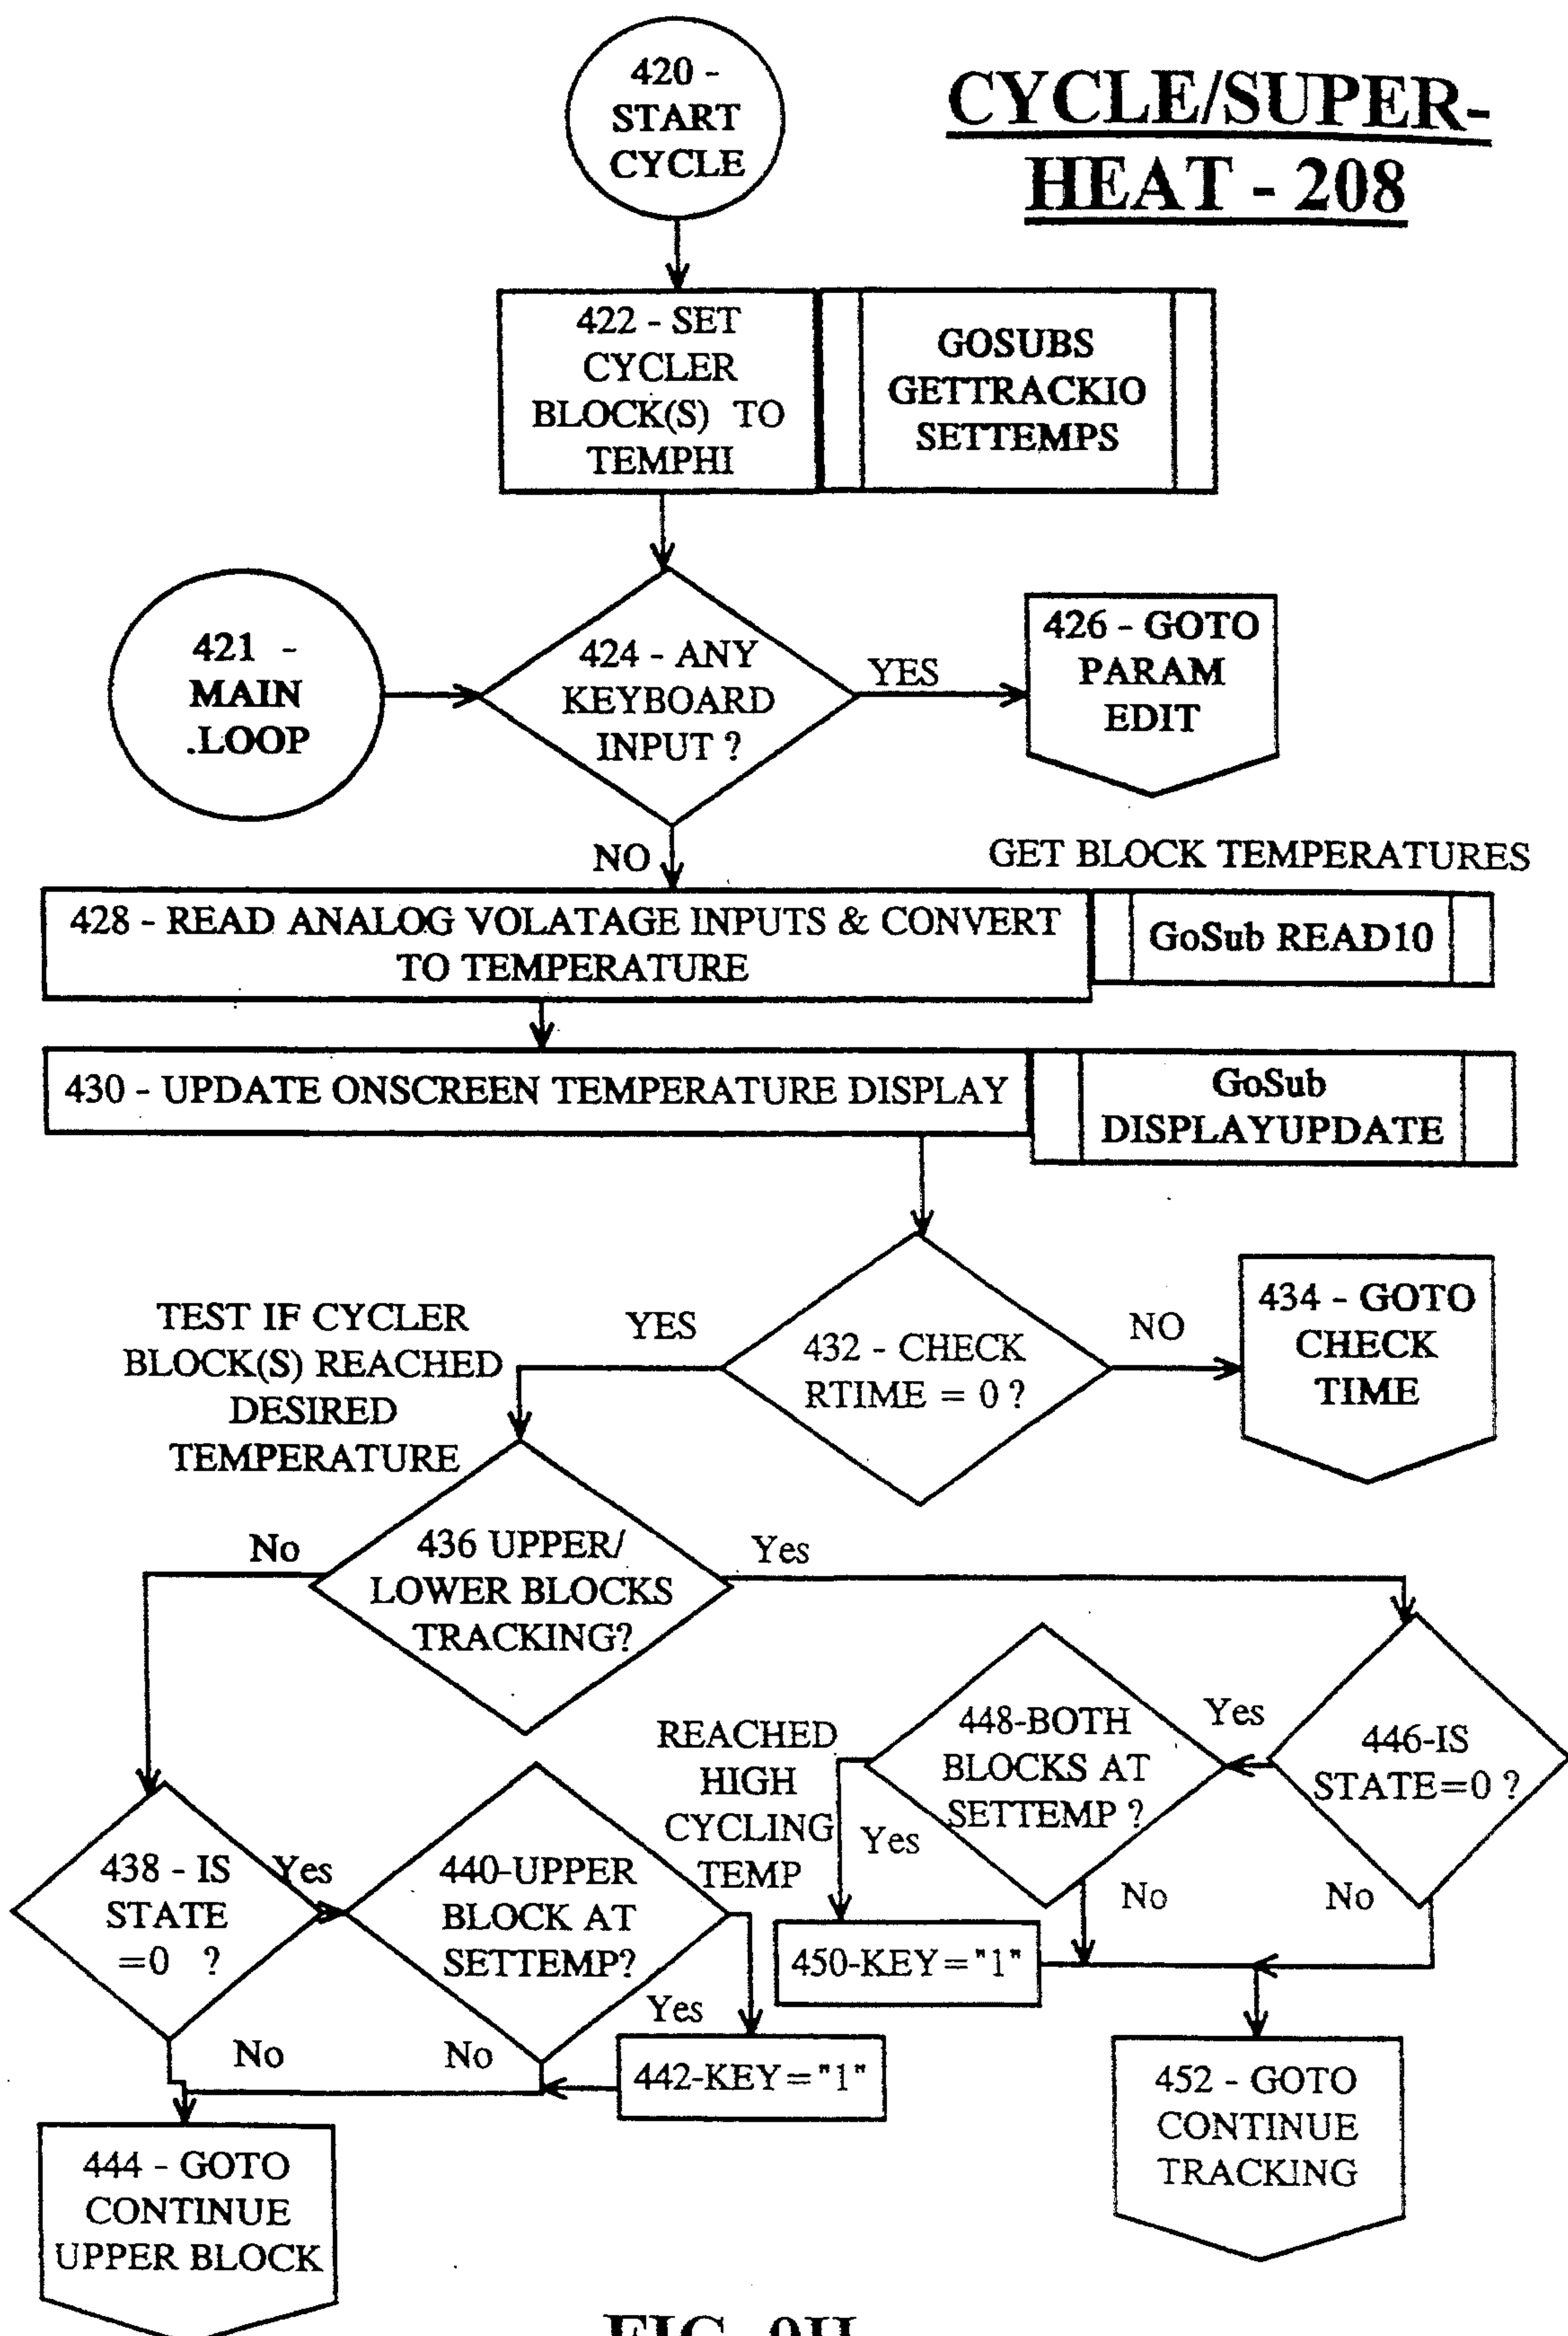 420 -
START
CYCLE
CYCLE/SUPER-
HEAT - 208
422 - SET
CYCLER
BLOCK(S) TO
TEMPHI
GOSUBS
GETTRACKIO
SETTEMPS
421 -
MAIN
.LOOP
424 - ANY
KEYBOARD
INPUT ?
YES
426 - GOTO
PARAM
EDIT
NO
GET BLOCK TEMPERATURES
428 - READ ANALOG VOLATAGE INPUTS & CONVERT
TO TEMPERATURE
GoSub READ10
430 - UPDATE ONSCREEN TEMPERATURE DISPLAY
GoSub
DISPLAYUPDATE
TEST IF CYCLER
BLOCK(S) REACHED
DESIRED
TEMPERATURE
YES
432 - CHECK
RTIME = 0 ?
NO
434 - GOTO
CHECK
TIME
No
436 UPPER/
LOWER BLOCKS
TRACKING?
Yes
438 - IS
STATE
=0 ?
Yes
440-UPPER
BLOCK AT
SETTEMP?
REACHED
HIGH
CYCLING
TEMP
448-BOTH
BLOCKS AT
SETTEMP ?
Yes
446-IS
STATE=0 ?
Yes
No
No
450-KEY="1"
Yes
No
No
442-KEY="1"
444 - GOTO
CONTINUE
UPPER BLOCK
452 - GOTO
CONTINUE
TRACKING